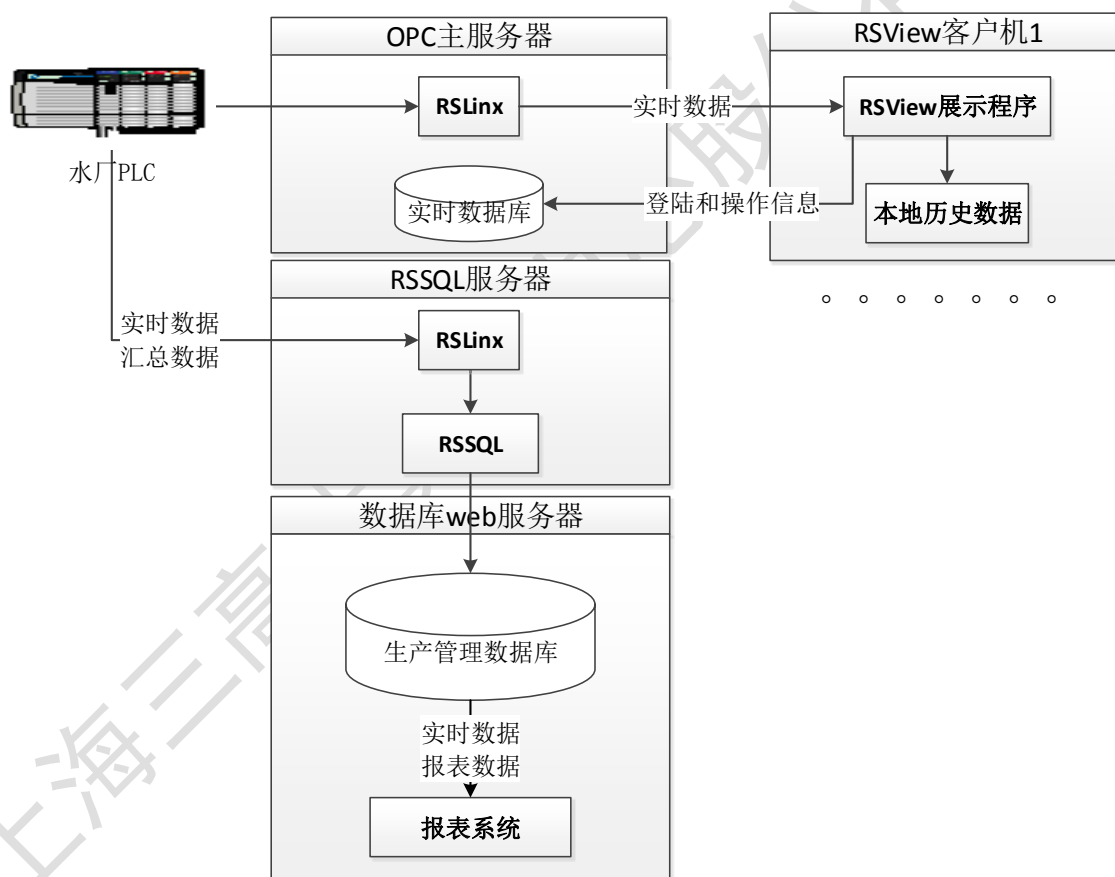 OPC主服务器
RSView客户机1
RSLinx
实时数据
RSView展示程序
水厂PLC
实时数据库
登陆和操作信息
本地历史数据
RSSQL服务器
。。。。。。。
实时数据
汇总数据
RSLinx
RSSQL
数据库web服务器
生产管理数据库
实时数据
报表数据
报表系统
上海三高
股